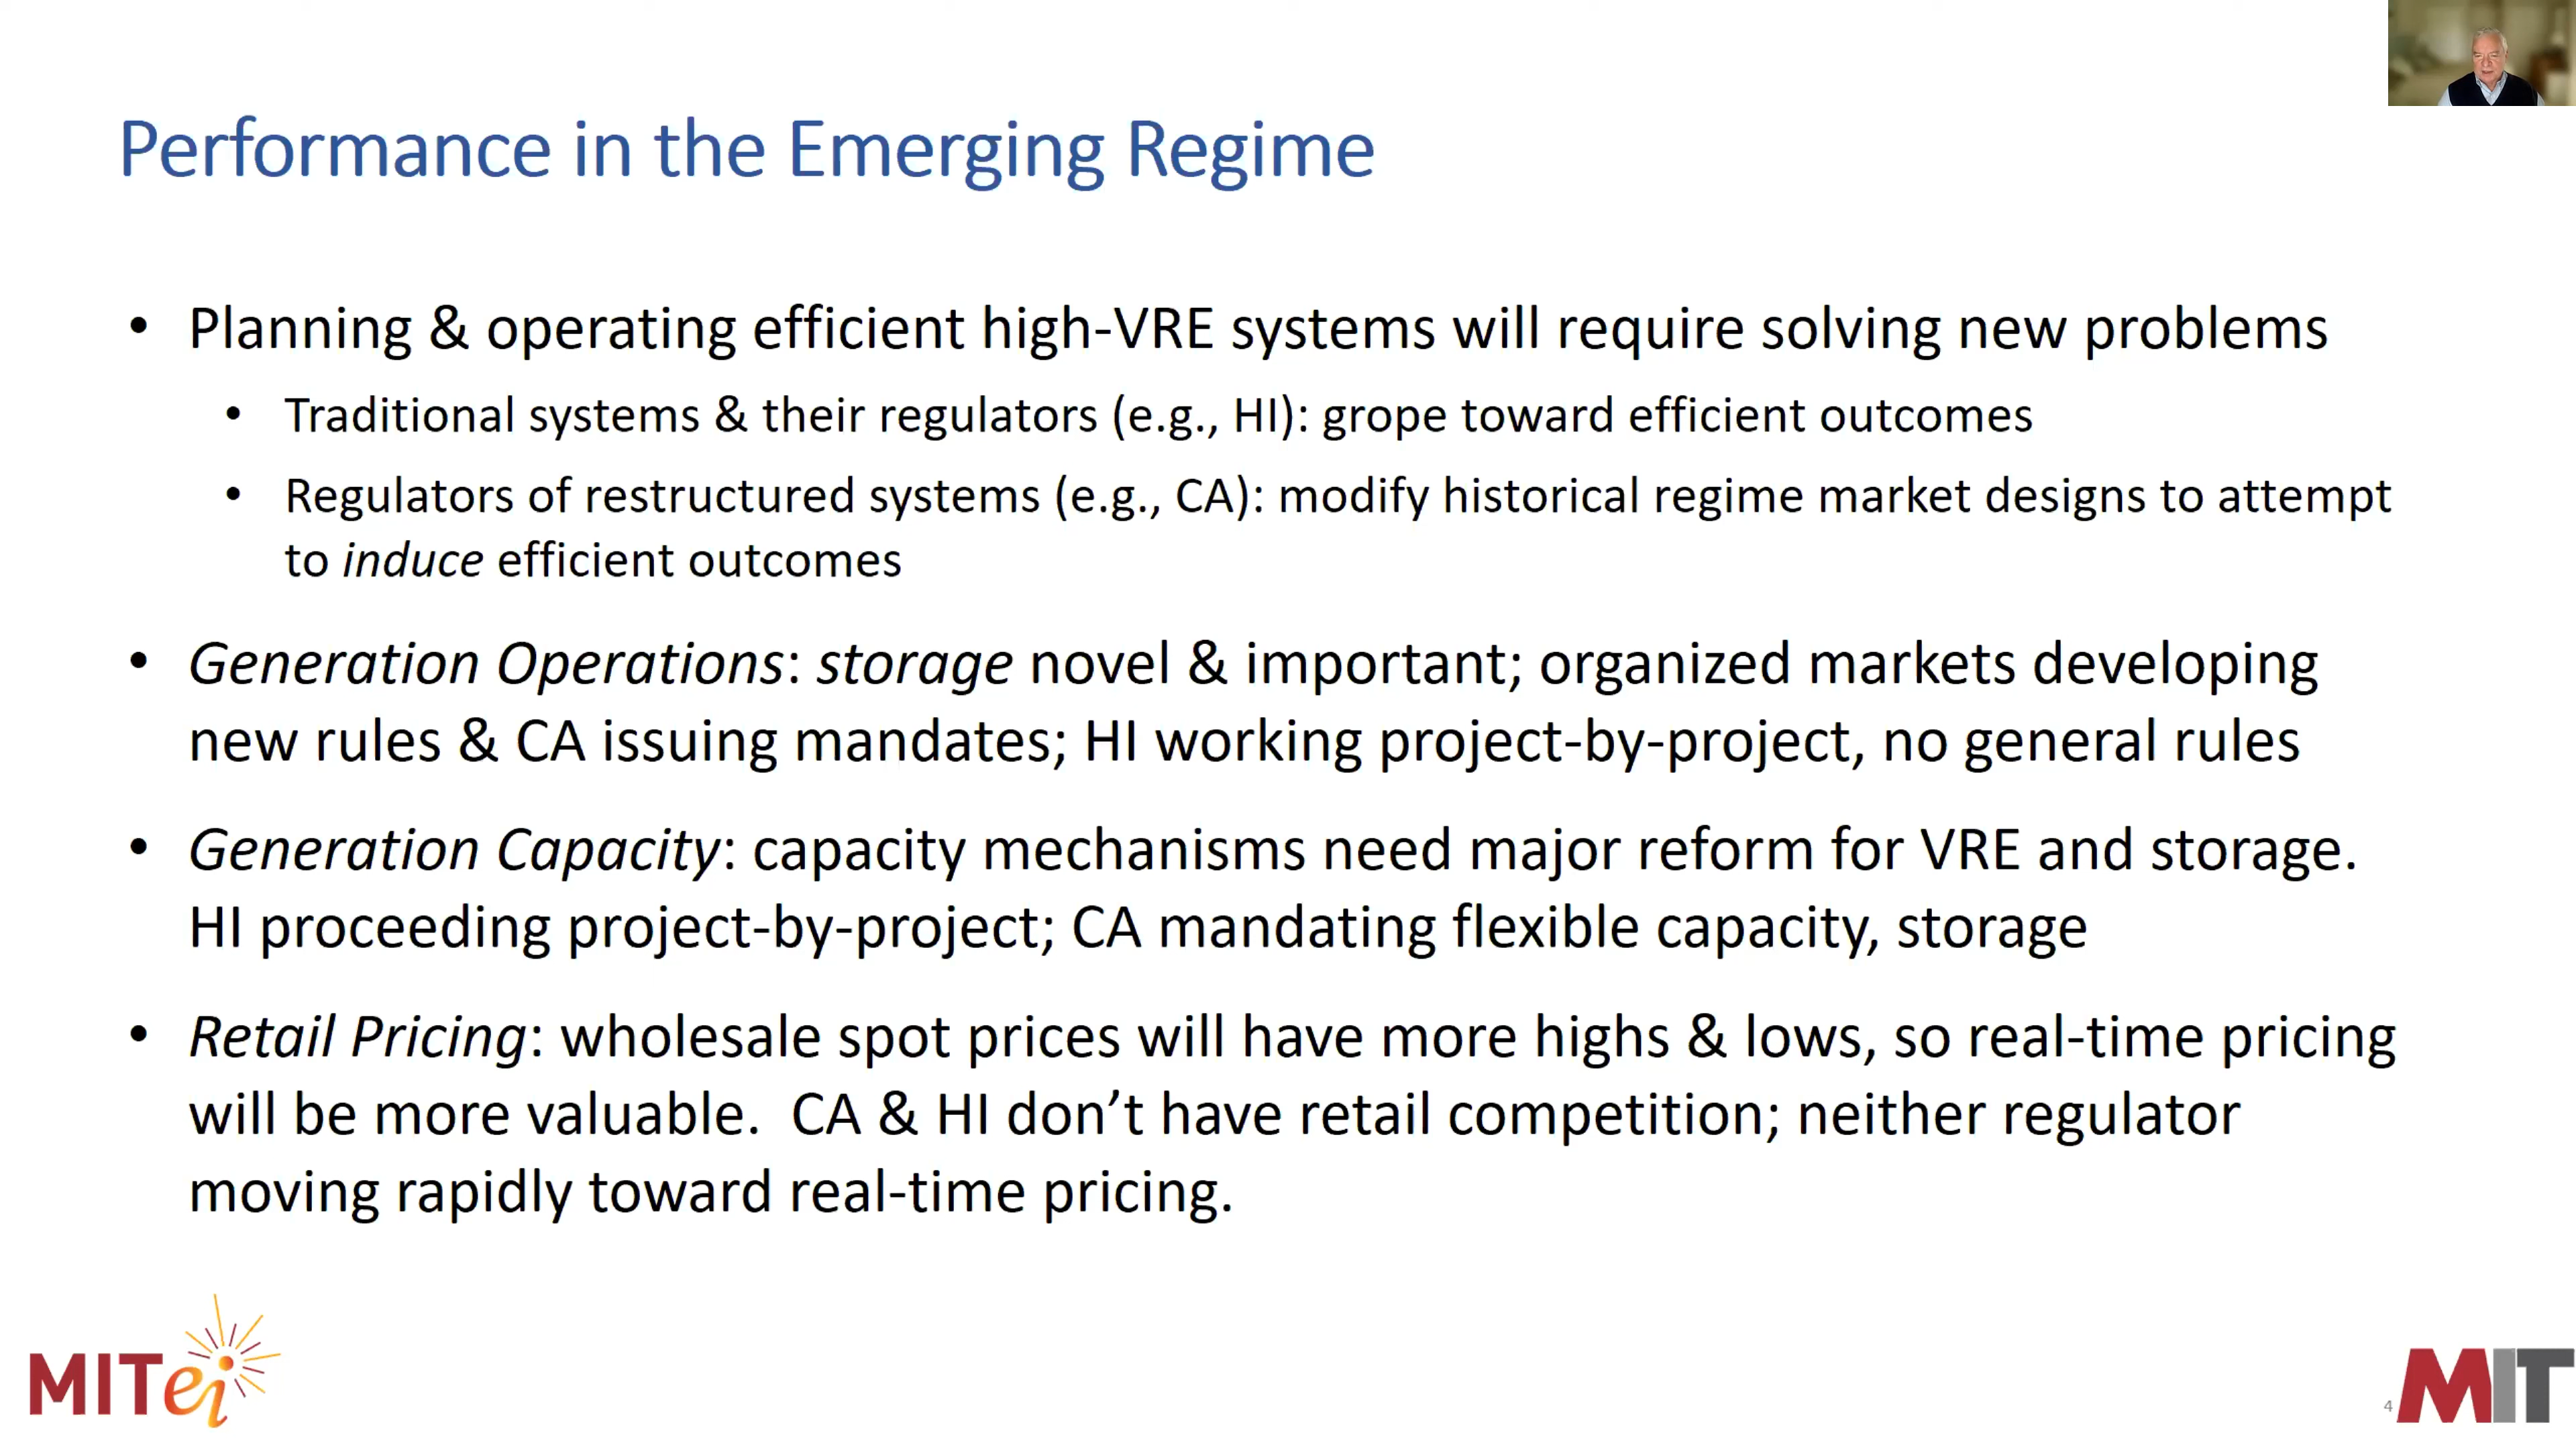 Performance in the Emerging Regime
• Planning & operating efficient high-VRE systems will require solving new problems
• Traditional systems & their regulators (e.g., HI): grope toward efficient outcomes
• Regulators of restructured systems (e.g., CA): modify historical regime market designs to attempt
to induce efficient outcomes
• Generation Operations: storage novel & important; organized markets developing
new rules & CA issuing mandates; HI working project-by-project, no general rules
• Generation Capacity: capacity mechanisms need major reform for VRE and storage.
HI proceeding project-by-project; CA mandating flexible capacity, storage
• Retail Pricing: wholesale spot prices will have more highs & lows, so real-time pricing
will be more valuable.  CA & HI don’t have retail competition; neither regulator
moving rapidly toward real-time pricing.
MITei
4
MIT